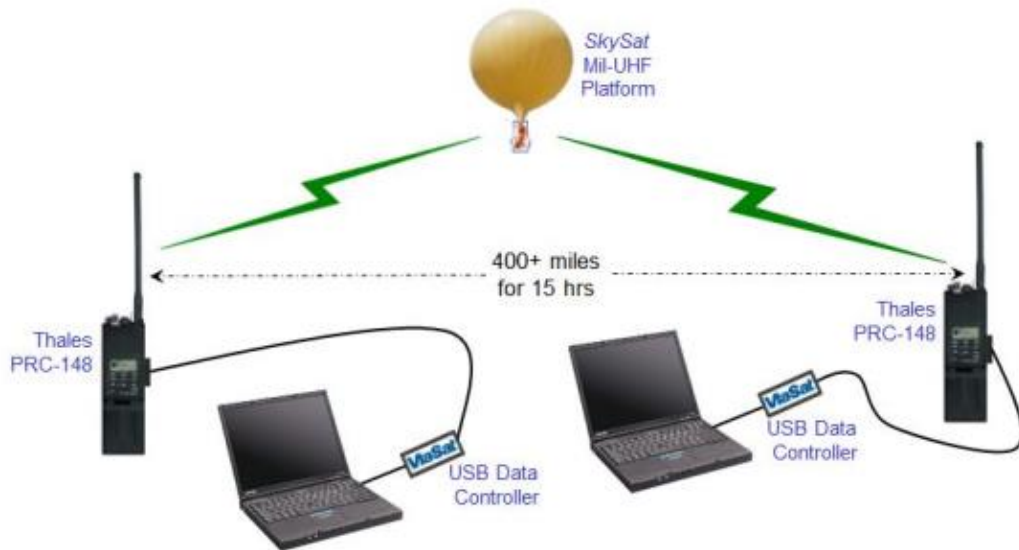 SkySat
Mil-UHF
Platform
400+ miles
for 15 hrs
Thales
PRC-148
Thales
PRC-148
ViaSat
USB Data
Controller
ViaSat
USB Data
Controller